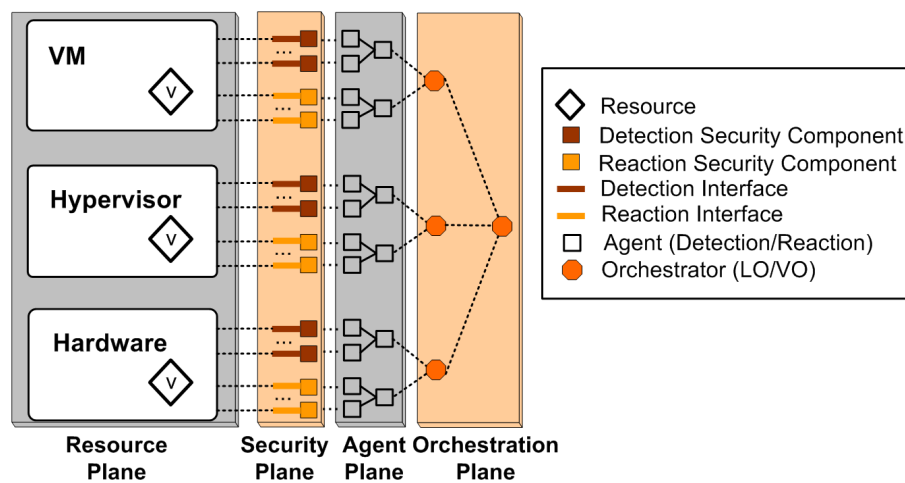 VM
V
...
...
Hypervisor
V
...
...
Hardware
V
...
...
Resource
Plane
Security
Plane
Agent
Plane
Orchestration
Plane
Resource
Detection Security Component
Reaction Security Component
Detection Interface
Reaction Interface
Agent (Detection/Reaction)
Orchestrator (LO/VO)